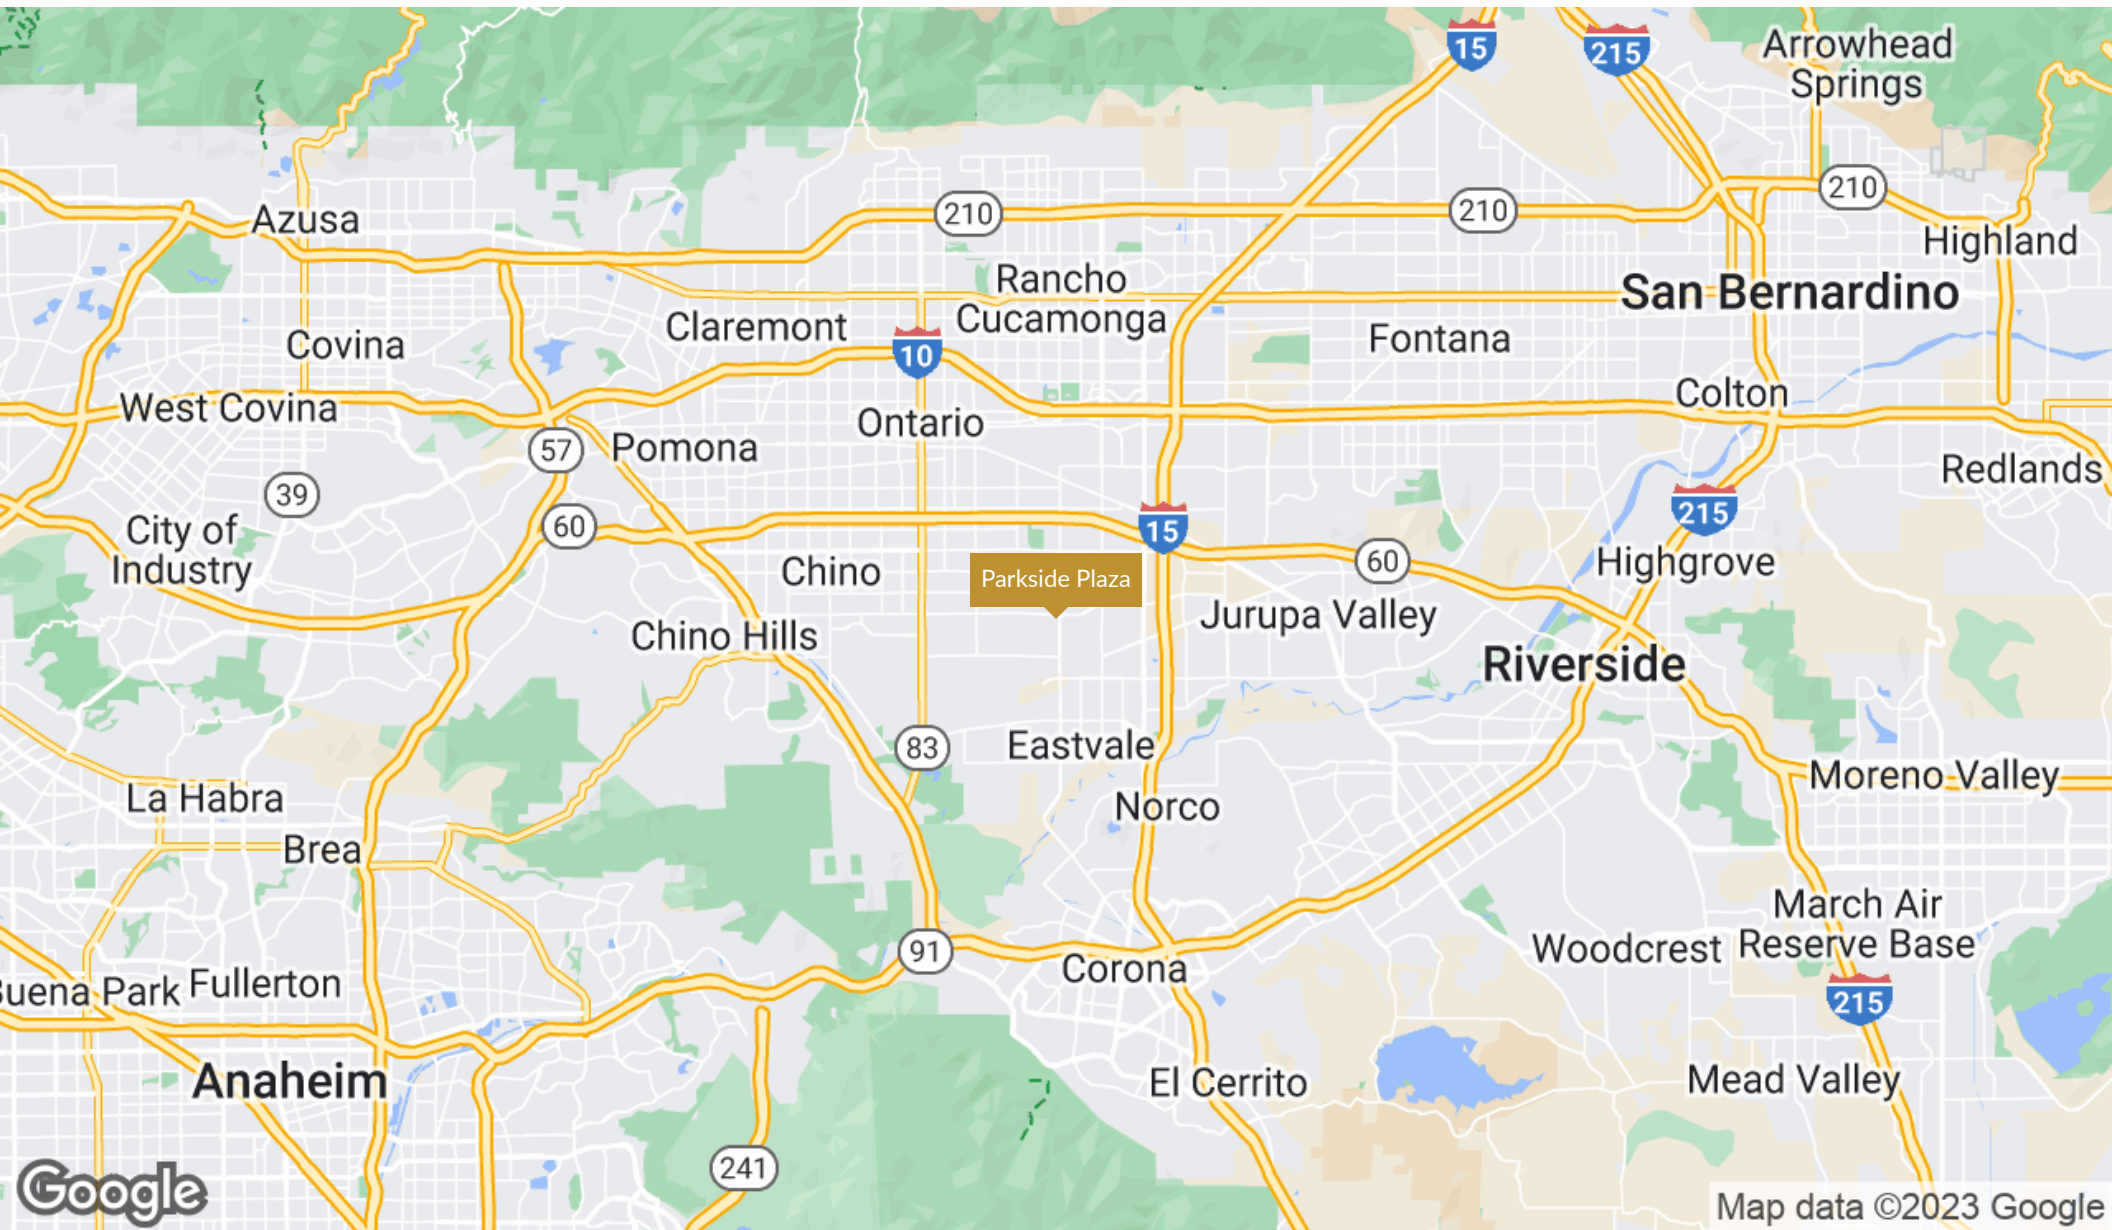 15
215
Arrowhead
Springs
Azusa
210
210
210
Highland
Rancho
Cucamonga
San Bernardino
Claremont
Covina
10
Fontana
West Covina
Colton
Ontario
57
Pomona
39
Redlands
City of
Industry
60
15
215
Chino
Parkside Plaza
60
Highgrove
Jurupa Valley
Chino Hills
Riverside
83
Eastvale
Moreno Valley
La Habra
Norco
Brea
March Air
Reserve Base
91
Woodcrest
Corona
Buena Park
Fullerton
215
Anaheim
El Cerrito
Mead Valley
241
Google
Map data ©2023 Google